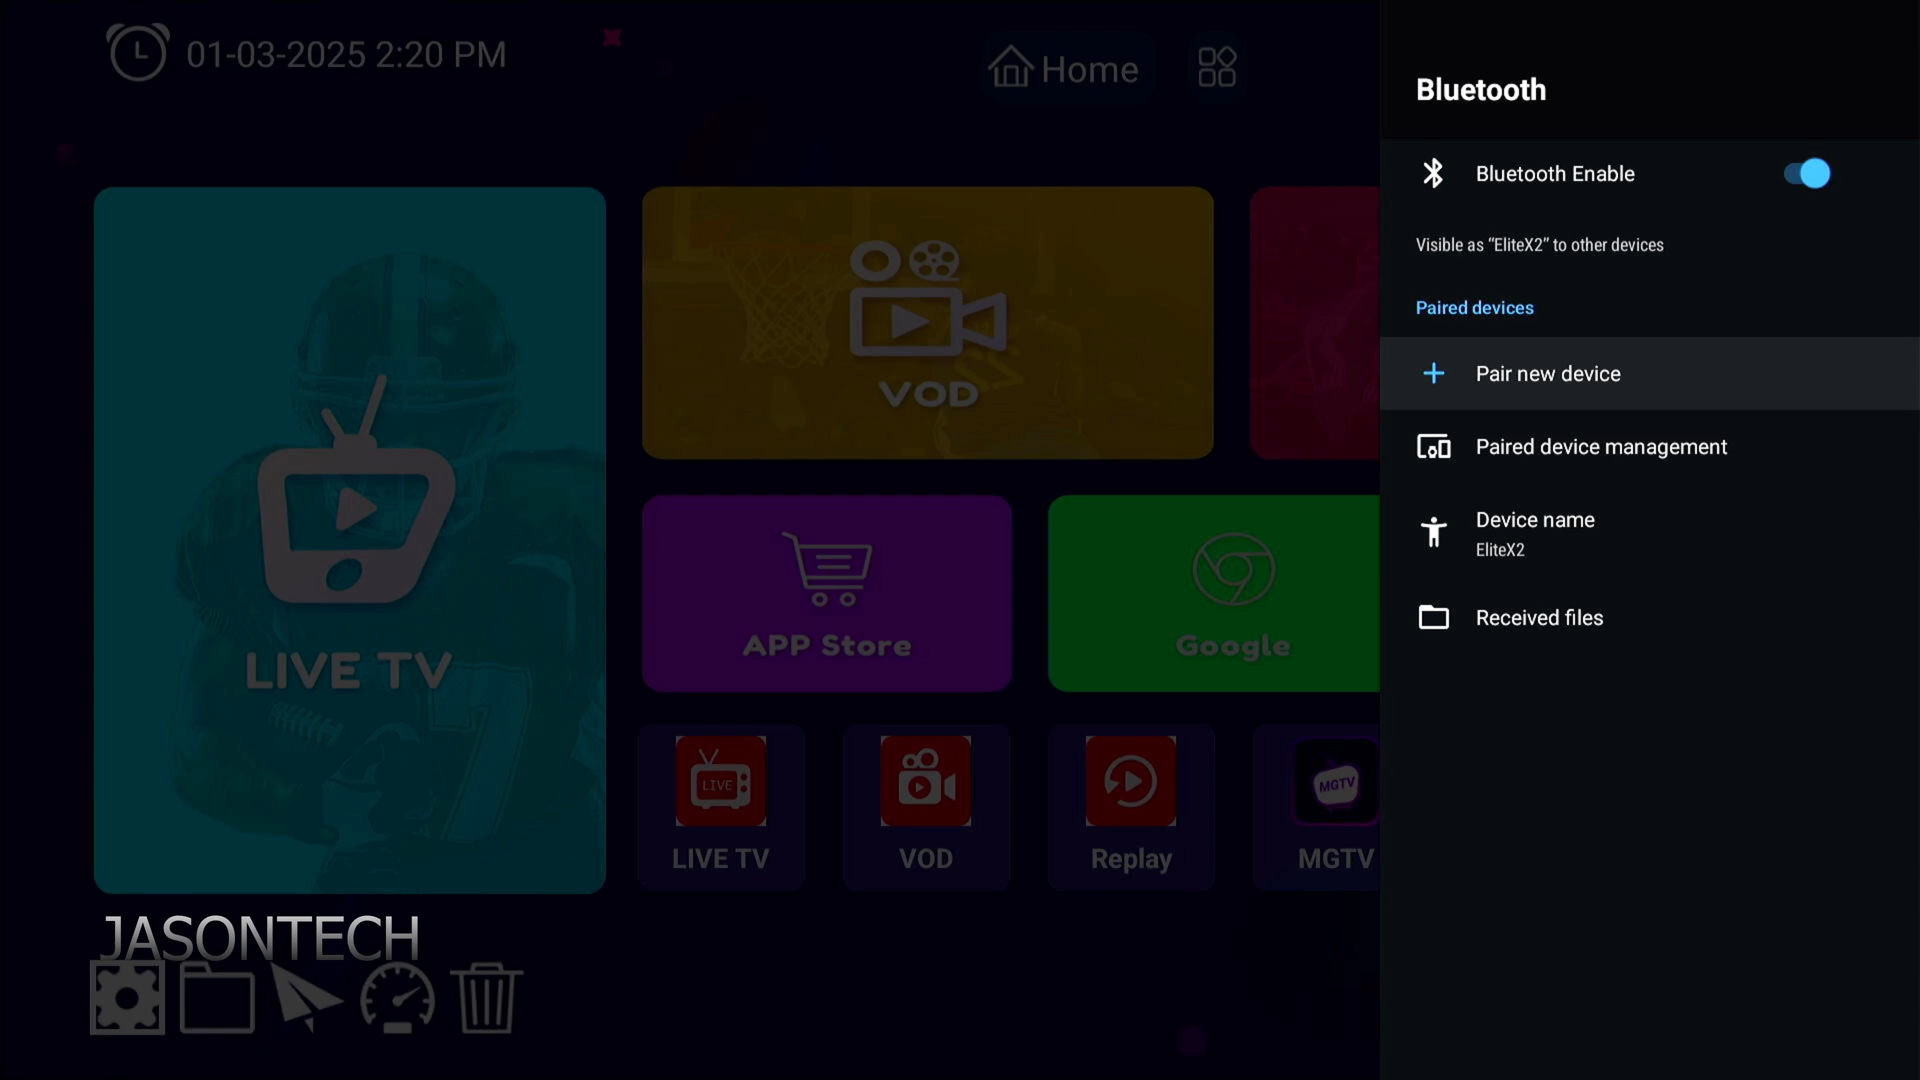 01-03-2025 2:20 PM
Home
VOD
LIVE TV
APP Store
Google
LIVE
LIVE TV
VOD
Replay
MGTV
MGTV
JASONTECH
Bluetooth
Bluetooth Enable
Visible as “EliteX2” to other devices
Paired devices
Pair new device
Paired device management
Device name
EliteX2
Received files